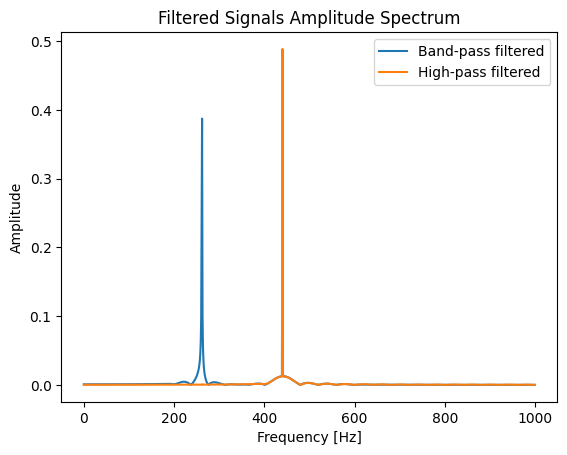 Filtered Signals Amplitude Spectrum
Band-pass filtered
High-pass filtered
Amplitude
0.5
0.4
0.3
0.2
0.1
0.0
0 200 400 600 800 1000
Frequency [Hz]